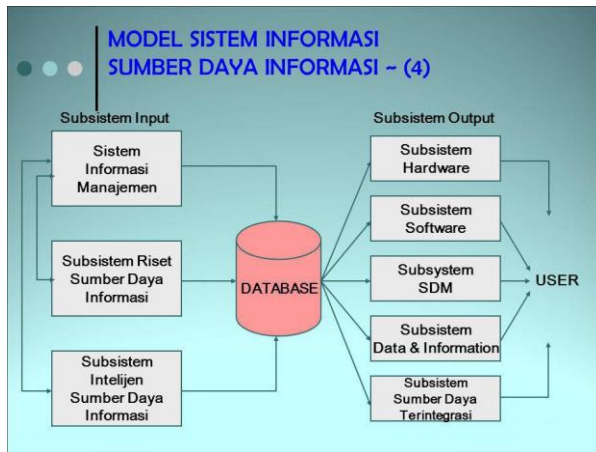 MODEL SISTEM INFORMASI
SUMBER DAYA INFORMASI ~ (4)
Subsistem Input
Sistem
Informasi
Manajemen
Subsistem Riset
Sumber Daya
Informasi
Subsistem
Intelijen
Sumber Daya
Informasi
DATABASE
Subsistem Output
Subsistem
Hardware
Subsistem
Software
Subsystem
SDM
Subsistem
Data & Information
Subsistem
Sumber Daya
Terintegrasi
USER